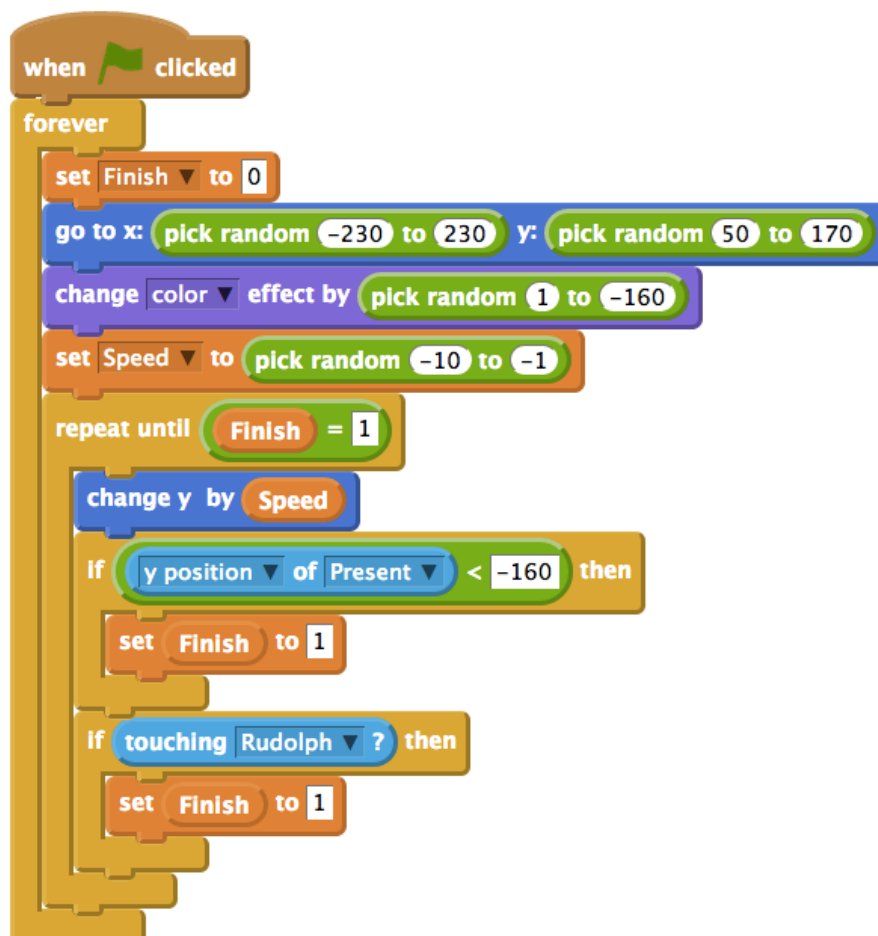 when clicked
forever
set Finish ▼ to 0
go to x: pick random -230 to 230 y: pick random 50 to 170
change color ▼ effect by pick random 1 to -160
set Speed ▼ to pick random -10 to -1
repeat until Finish = 1
change y by Speed
if y position ▼ of Present ▼ < -160 then
set Finish to 1
if touching Rudolph ▼ ? then
set Finish to 1